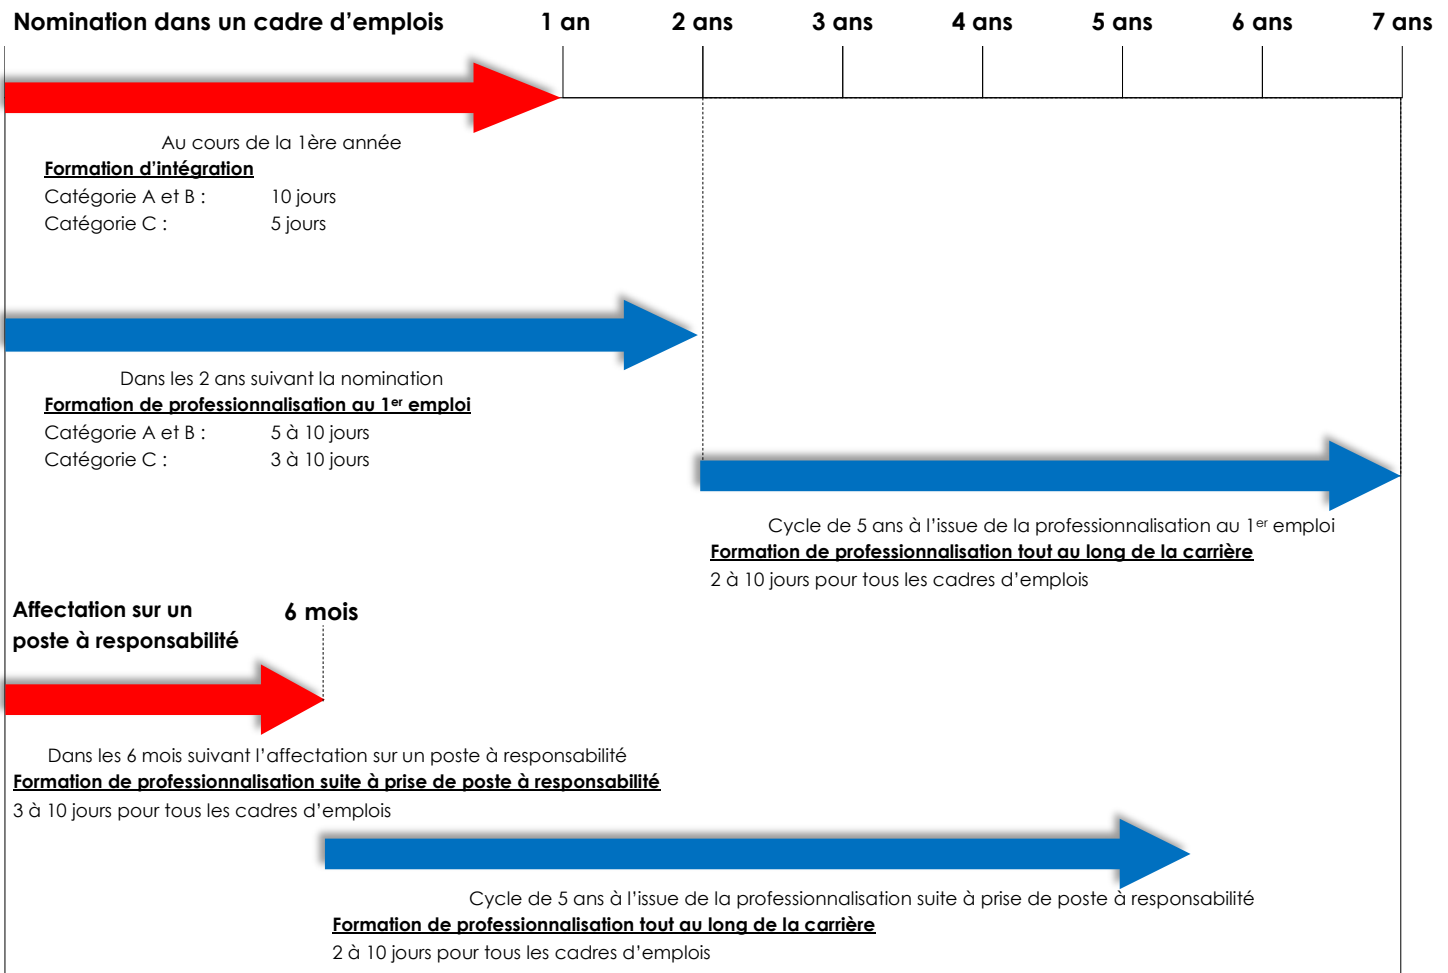 Nomination dans un cadre d’emplois 1 an 2 ans 3 ans 4 ans 5 ans 6 ans 7 ans
Au cours de la 1ère année
Formation d’intégration
Catégorie A et B : 10 jours
Catégorie C : 5 jours
Dans les 2 ans suivant la nomination
Formation de professionnalisation au 1er emploi
Catégorie A et B : 5 à 10 jours
Catégorie C : 3 à 10 jours
Cycle de 5 ans à l’issue de la professionnalisation au 1er emploi
Formation de professionnalisation tout au long de la carrière
2 à 10 jours pour tous les cadres d’emplois
Affectation sur un 6 mois
poste à responsabilité
Dans les 6 mois suivant l’affectation sur un poste à responsabilité
Formation de professionnalisation suite à prise de poste à responsabilité
3 à 10 jours pour tous les cadres d’emplois
Cycle de 5 ans à l’issue de la professionnalisation suite à prise de poste à responsabilité
Formation de professionnalisation tout au long de la carrière
2 à 10 jours pour tous les cadres d’emplois